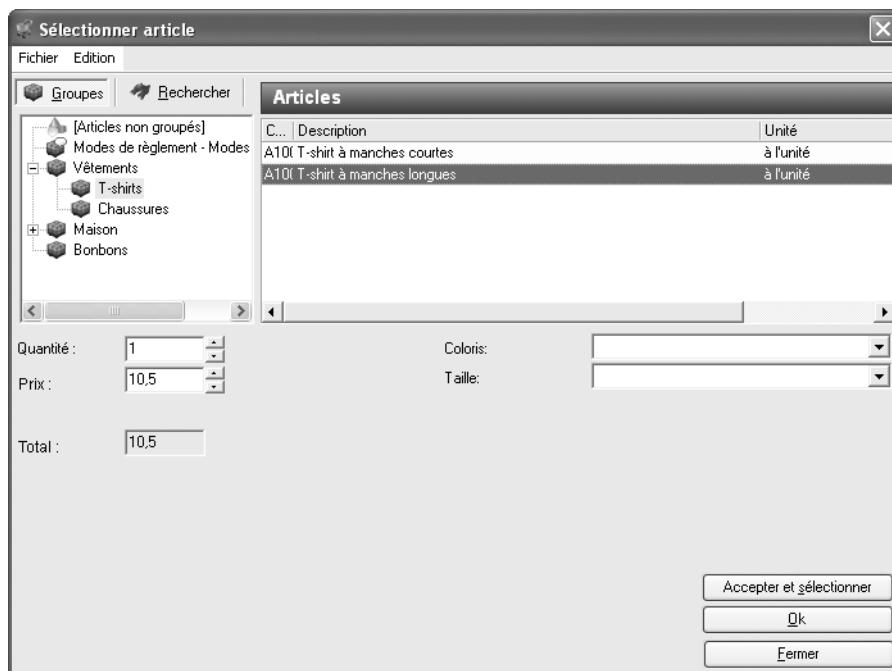 Sélectionner article
Fichier Edition
Groupes Rechercher
Articles
[Articles non groupés]
Modes de règlement - Modes
Vêtements
T-shirts
Chaussures
Maison
Bonbons
C... Description Unité
A10( T-shirt à manches courtes à l'unité
A10( T-shirt à manches longues à l'unité
Quantité : 1
Coloris:
Prix : 10,5
Taille:
Total : 10,5
Accepter et sélectionner
Ok
Fermer